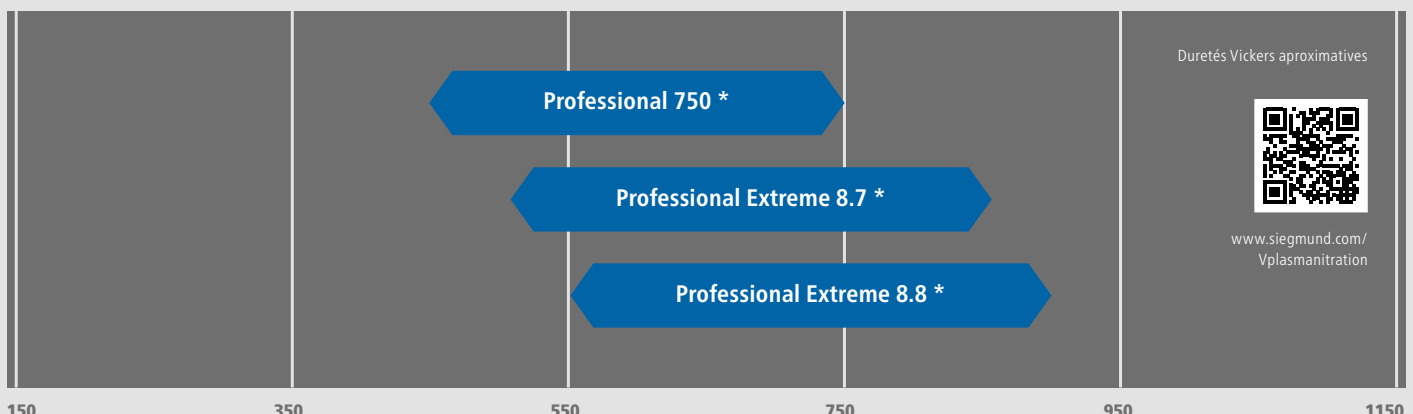 Duretés Vickers aproximatives
Professional 750 *
Professional Extreme 8.7 *
www.siegmund.com/
Vplasmanitration
Professional Extreme 8.8 *
150 350 550 750 950 1150